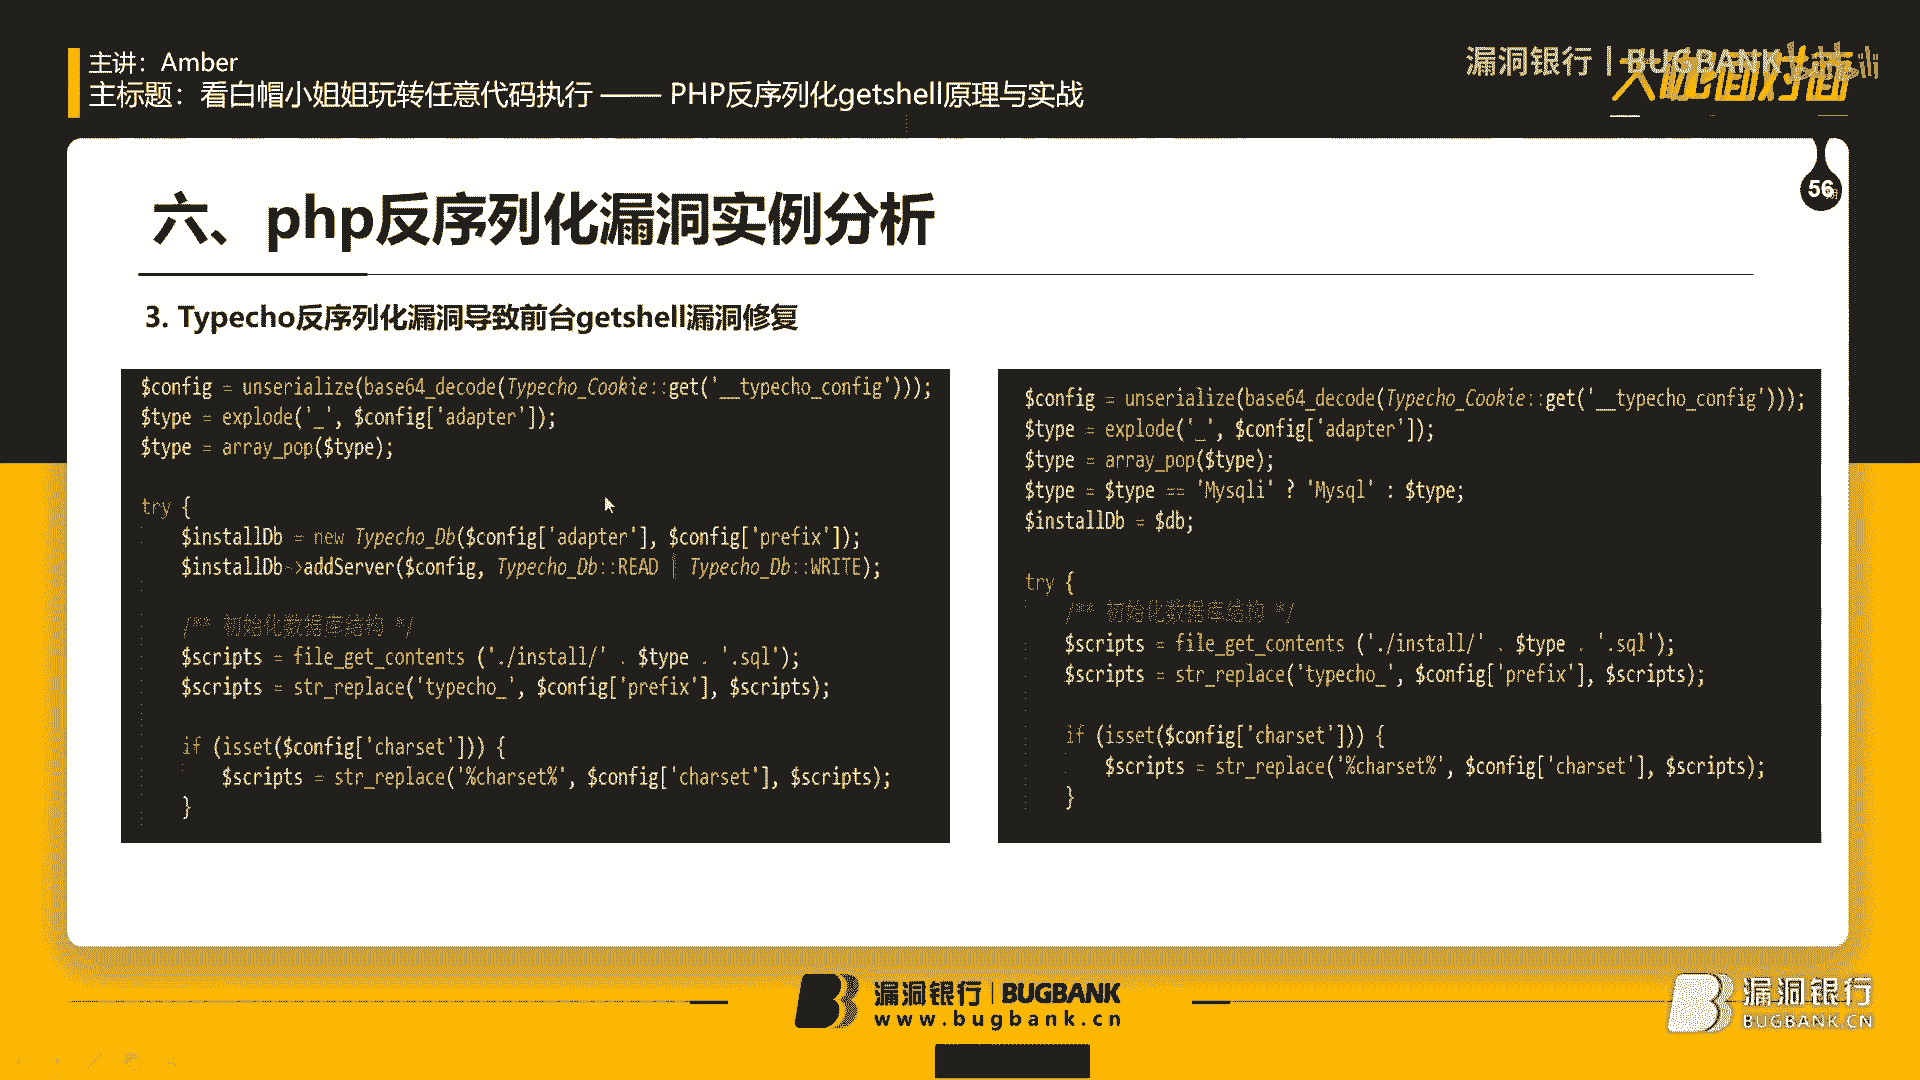 主讲：Amber
主标题：看白帽小姐姐玩转任意代码执行 —— PHP反序列化getshell原理与实战
漏洞银行 | BUGBANK
大咖面对面
56
六、php反序列化漏洞实例分析
3. Typecho反序列化漏洞导致前台getshell漏洞修复
$config = unserialize(base64_decode(Typecho_Cookie::get('__typecho_config')));
$type = explode('_', $config['adapter']);
$type = array_pop($type);
try {
$installDb = new Typecho_Db($config['adapter'], $config['prefix']);
$installDb->addServer($config, Typecho_Db::READ | Typecho_Db::WRITE);
/** 初始化数据库结构 */
$scripts = file_get_contents ('./install/' . $type . '.sql');
$scripts = str_replace('typecho_', $config['prefix'], $scripts);
if (isset($config['charset'])) {
$scripts = str_replace('%charset%', $config['charset'], $scripts);
}
$config = unserialize(base64_decode(Typecho_Cookie::get('__typecho_config')));
$type = explode('_', $config['adapter']);
$type = array_pop($type);
$type = $type == 'Mysqli' ? 'Mysql' : $type;
$installDb = $db;
try {
/** 初始化数据库结构 */
$scripts = file_get_contents ('./install/' . $type . '.sql');
$scripts = str_replace('typecho_', $config['prefix'], $scripts);
if (isset($config['charset'])) {
$scripts = str_replace('%charset%', $config['charset'], $scripts);
}
漏洞银行 | BUGBANK
www.bugbank.cn
漏洞银行
BUGBANK.CN